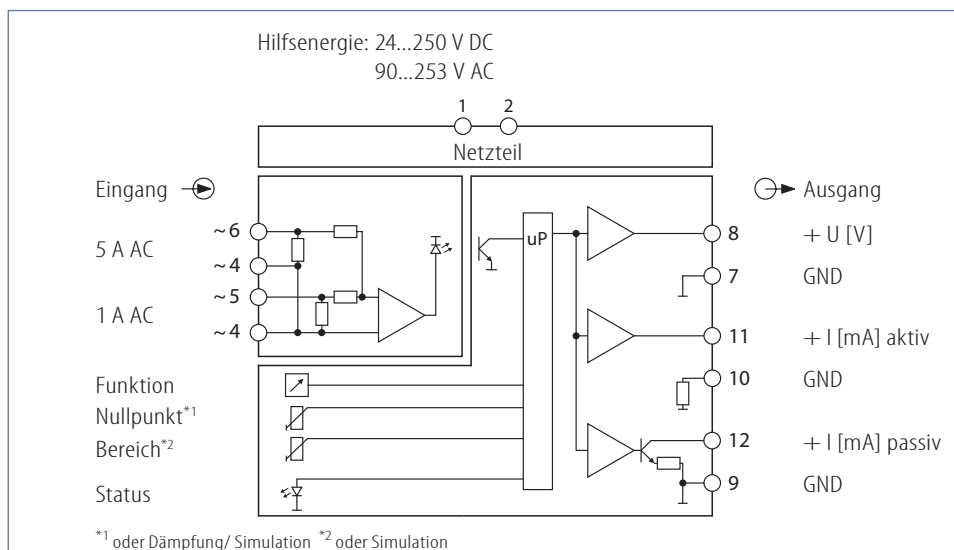 Hilfsenergie: 24...250 V DC
90...253 V AC
1 2
Netzteil
Eingang
Ausgang
5 A AC
~6
~4
1 A AC
~5
~4
uP
8 + U [V]
7 GND
11 + I [mA] aktiv
10 GND
12 + I [mA] passiv
9 GND
Funktion
Nullpunkt*1
Bereich*2
Status
*1 oder Dämpfung/ Simulation *2 oder Simulation